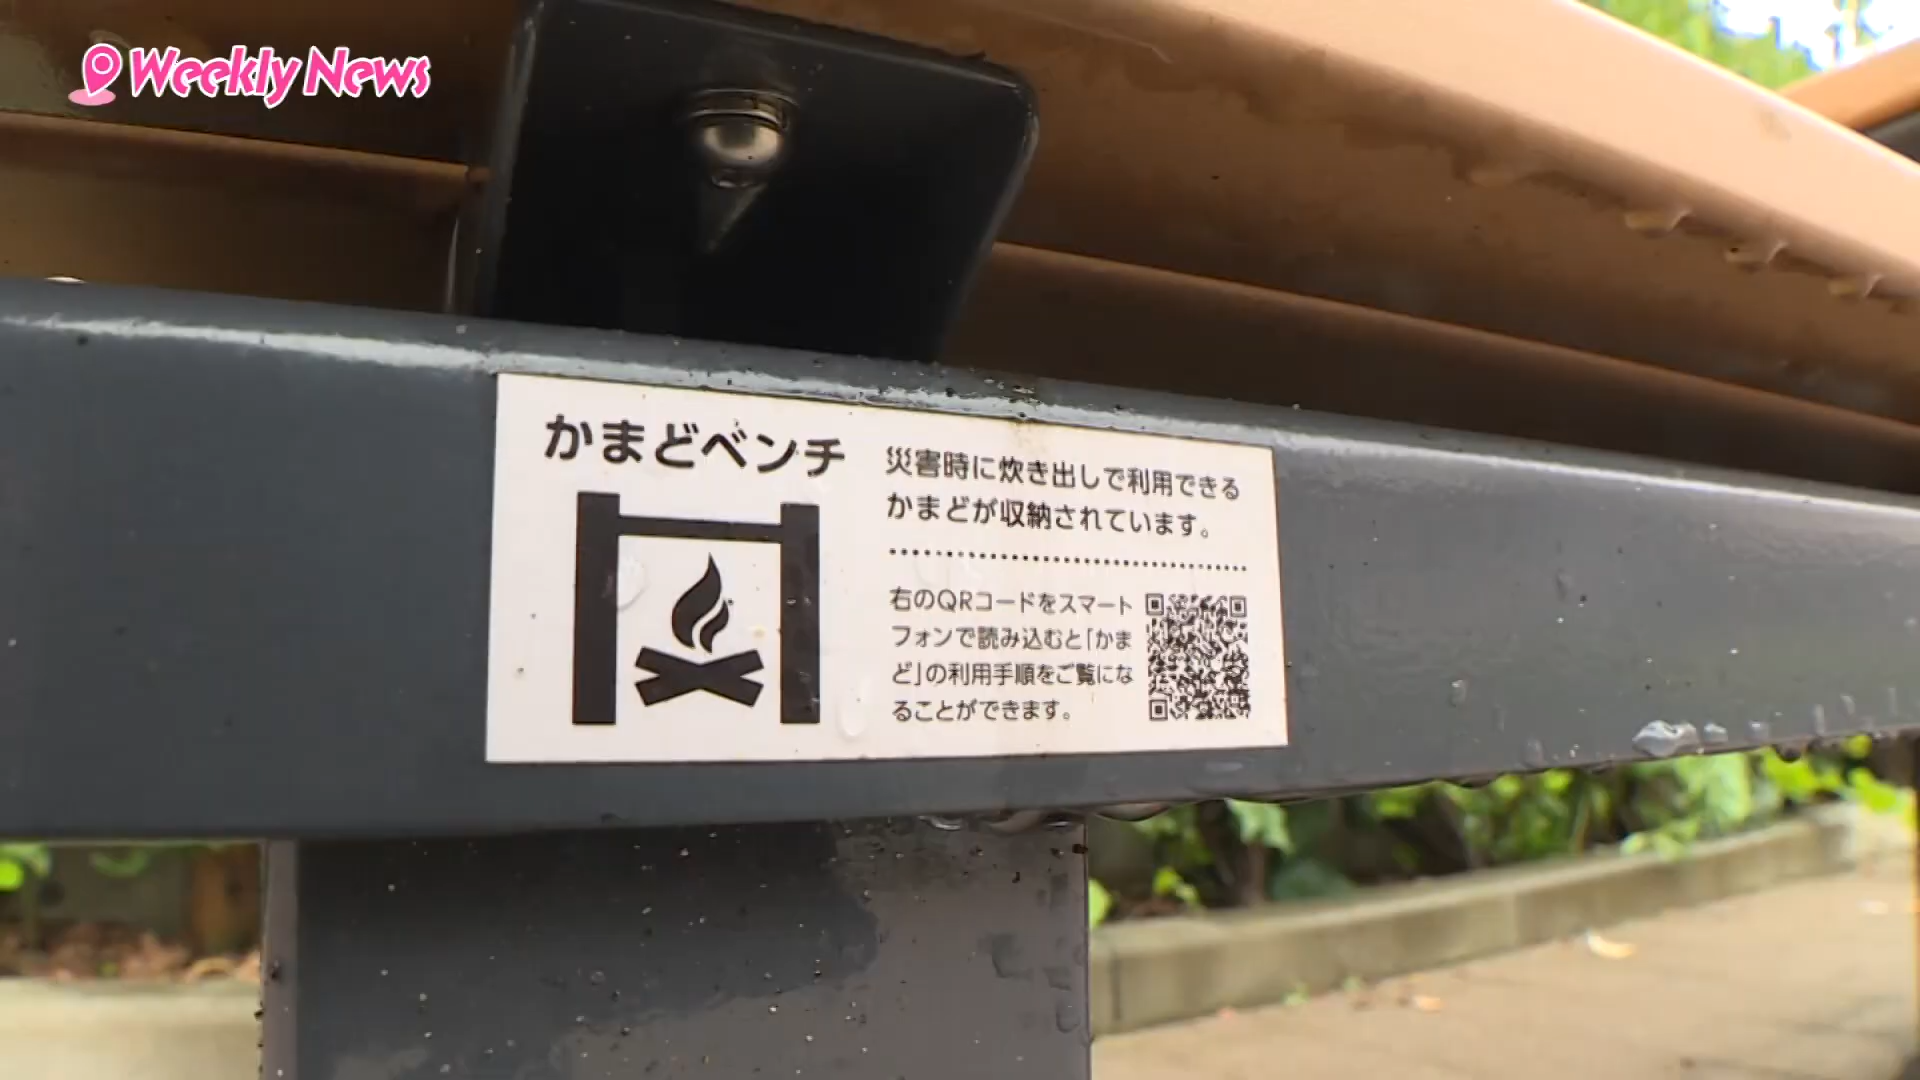 Weekly News
かまどベンチ
災害時に炊き出しで利用できる
かまどが収納されています。
右のQRコードをスマート
フォンで読み込むと「かま
ど」の利用手順をご覧にな
ることができます。